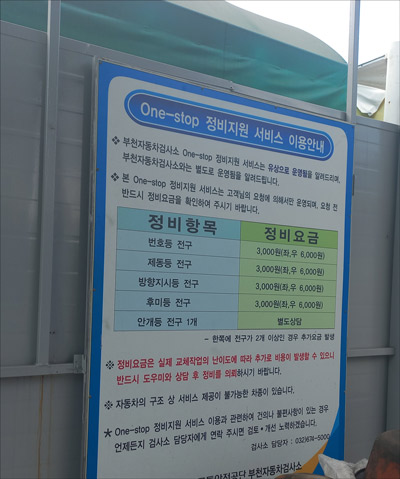 One-stop 정비지원 서비스 이용안내
❖ 부천자동차검사소 One-stop 정비지원 서비스는 유상으로 운영됨을 알려드리며,
부천자동차검사소와는 별도로 운영됨을 알려드립니다.
❖ 본 One-stop 정비지원 서비스는 고객님의 요청에 의해서만 운영되며, 요청 전
반드시 정비요금을 확인하여 주시기 바랍니다.
정비항목 정비요금
번호등 전구 3,000원(좌,우 6,000원)
제동등 전구 3,000원(좌,우 6,000원)
방향지시등 전구 3,000원(좌,우 6,000원)
후미등 전구 3,000원(좌,우 6,000원)
안개등 전구 1개 별도상담
- 한쪽에 전구가 2개 이상인 경우 추가요금 발생
❖ 정비요금은 실제 교체작업의 난이도에 따라 추가로 비용이 발생할 수 있으니
반드시 도우미와 상담 후 정비를 의뢰하시기 바랍니다.
❖ 자동차의 구조 상 서비스 제공이 불가능한 차종이 있습니다.
★ One-stop 정비지원 서비스 이용과 관련하여 건의나 불편사항이 있는 경우
언제든지 검사소 담당자에게 연락 주시면 검토·개선 노력하겠습니다.
검사소 담당자 : 032)674-5000
통안전공단 부천자동차검사소